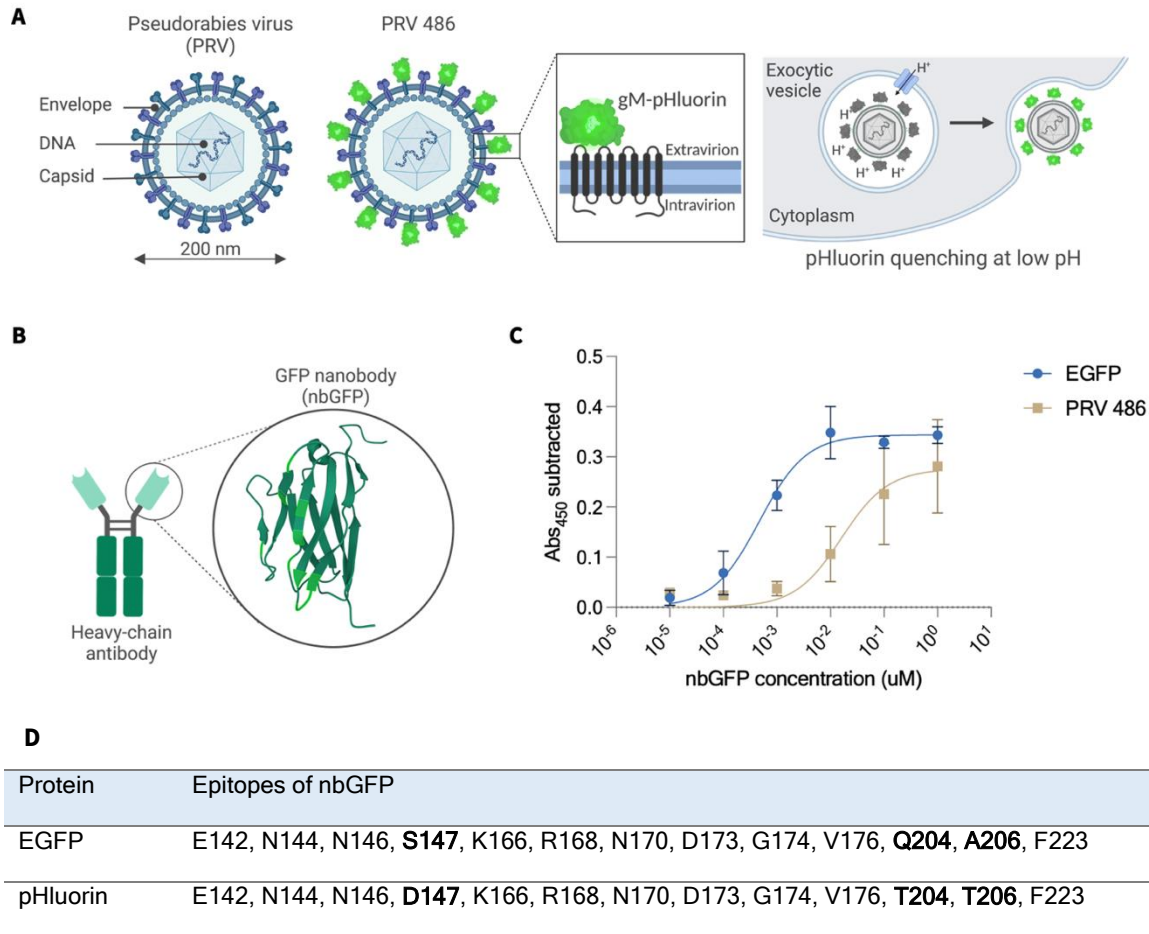 A
Pseudorabies virus
(PRV)
PRV 486
Envelope
DNA
Capsid
200 nm
gM-pHluorin
Extravirion
Intravirion
Exocytic
vesicle
H⁺
H⁺
H⁺
H⁺
H⁺
Cytoplasm
pHluorin quenching at low pH
B
GFP nanobody
(nbGFP)
Heavy-chain
antibody
C
EGFP
PRV 486
Abs₄₅₀ subtracted
0.5
0.4
0.3
0.2
0.1
0.0
10⁻⁶ 10⁻⁵ 10⁻⁴ 10⁻³ 10⁻² 10⁻¹ 10⁰ 10¹
nbGFP concentration (uM)
D
Protein Epitopes of nbGFP
EGFP E142, N144, N146, S147, K166, R168, N170, D173, G174, V176, Q204, A206, F223
pHluorin E142, N144, N146, D147, K166, R168, N170, D173, G174, V176, T204, T206, F223